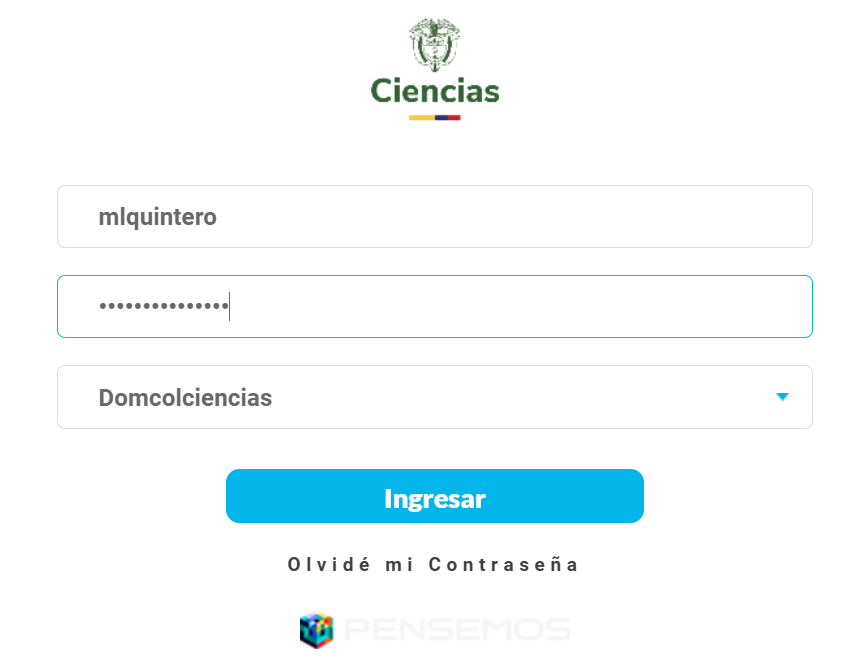 Ciencias
mlquintero
•••••••••••••••
Domcolciencias
Ingresar
Olvidé mi Contraseña
PENSEMOS